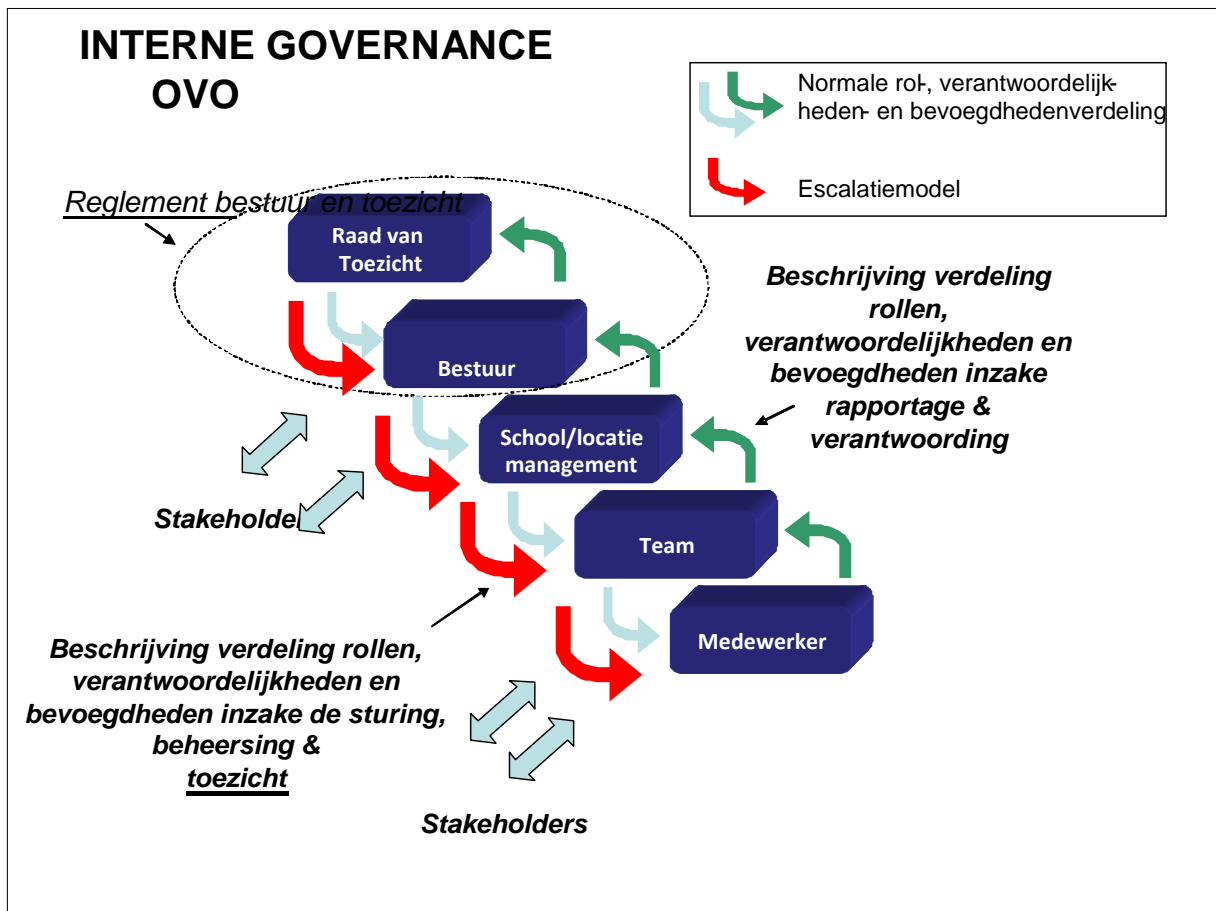 INTERNE GOVERNANCE
OVO
Normale rol-, verantwoordelijk-
heden- en bevoegdhedenverdeling
Escalatiemodel
Reglement bestuur en toezicht
Raad van
Toezicht
Bestuur
School/locatie
management
Team
Medewerker
Beschrijving verdeling
rollen,
verantwoordelijkheden en
bevoegdheden inzake
rapportage &
verantwoording
Stakeholder
Beschrijving verdeling rollen,
verantwoordelijkheden en
bevoegdheden inzake de sturing,
beheersing &
toezicht
Stakeholders